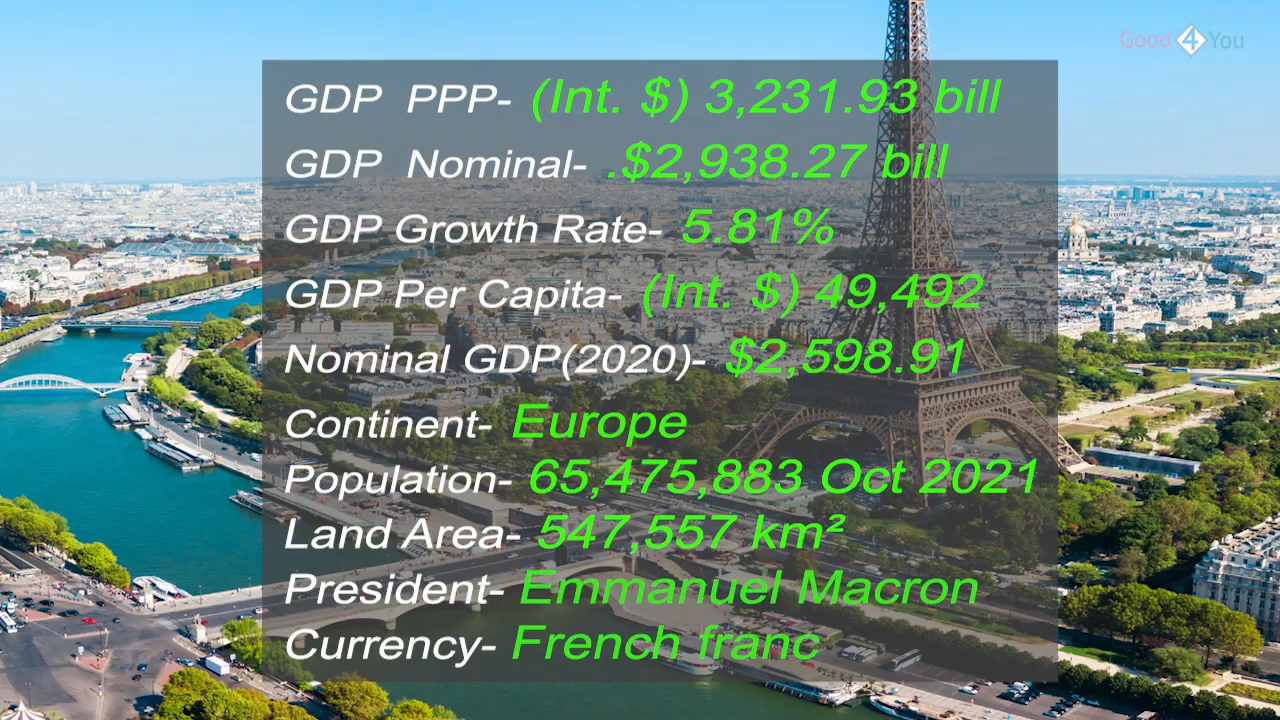 Good 4 You
GDP PPP- (Int. $) 3,231.93 bill
GDP Nominal- .$2,938.27 bill
GDP Growth Rate- 5.81%
GDP Per Capita- (Int. $) 49,492
Nominal GDP(2020)- $2,598.91
Continent- Europe
Population- 65,475,883 Oct 2021
Land Area- 547,557 km²
President- Emmanuel Macron
Currency- French franc